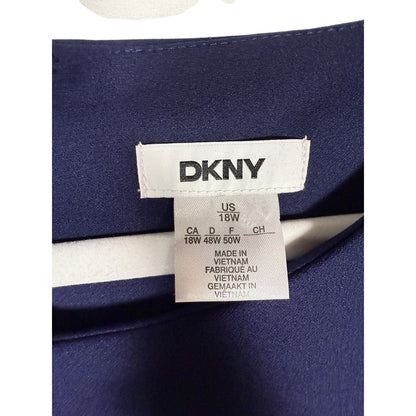 DKNY
US
18W
CA D F CH
18W 48W 50W
MADE IN
VIETNAM
FABRIQUÉ AU
VIETNAM
GEMAAKT IN
VIETNAM